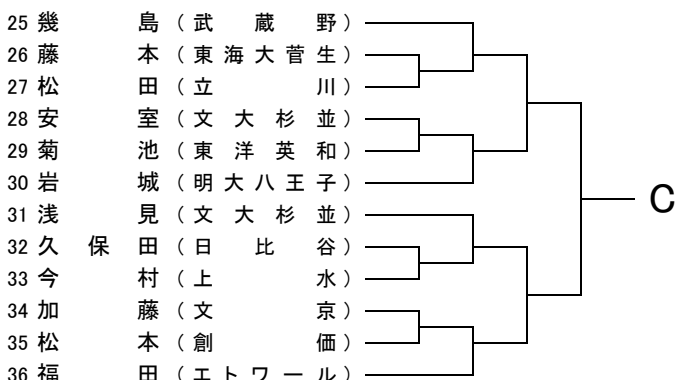 25 幾島 (武蔵野)
26 藤本 (東海大菅生)
27 松田 (立川)
28 安室 (文大杉並)
29 菊池 (東洋英和)
30 岩城 (明大八王子)
C
31 浅見 (文大杉並)
32 久保田 (日比谷)
33 今村 (上水)
34 加藤 (文京)
35 松本 (創価)
36 福田 (エトワール)